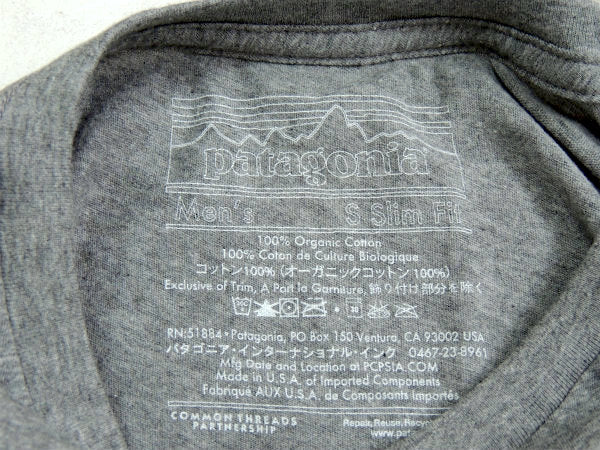 patagonia
Men's S Slim Fit
100% Organic Cotton
100% Coton de Culture Biologique
コットン100% (オーガニックコットン100%)
Exclusive of Trim, A Part la Garniture, 飾り付け部分を除く
RN:51884 • Patagonia, PO Box 150 Ventura, CA 93002 USA
パタゴニア・インターナショナル・インク 0467-23-8961
Mfg Date and Location at PCPSIA.COM
Made in U.S.A. of Imported Components
Fabriqué AUX U.S.A. de Composants importés
COMMON THREADS
PARTNERSHIP
Repair, Reuse,
www.